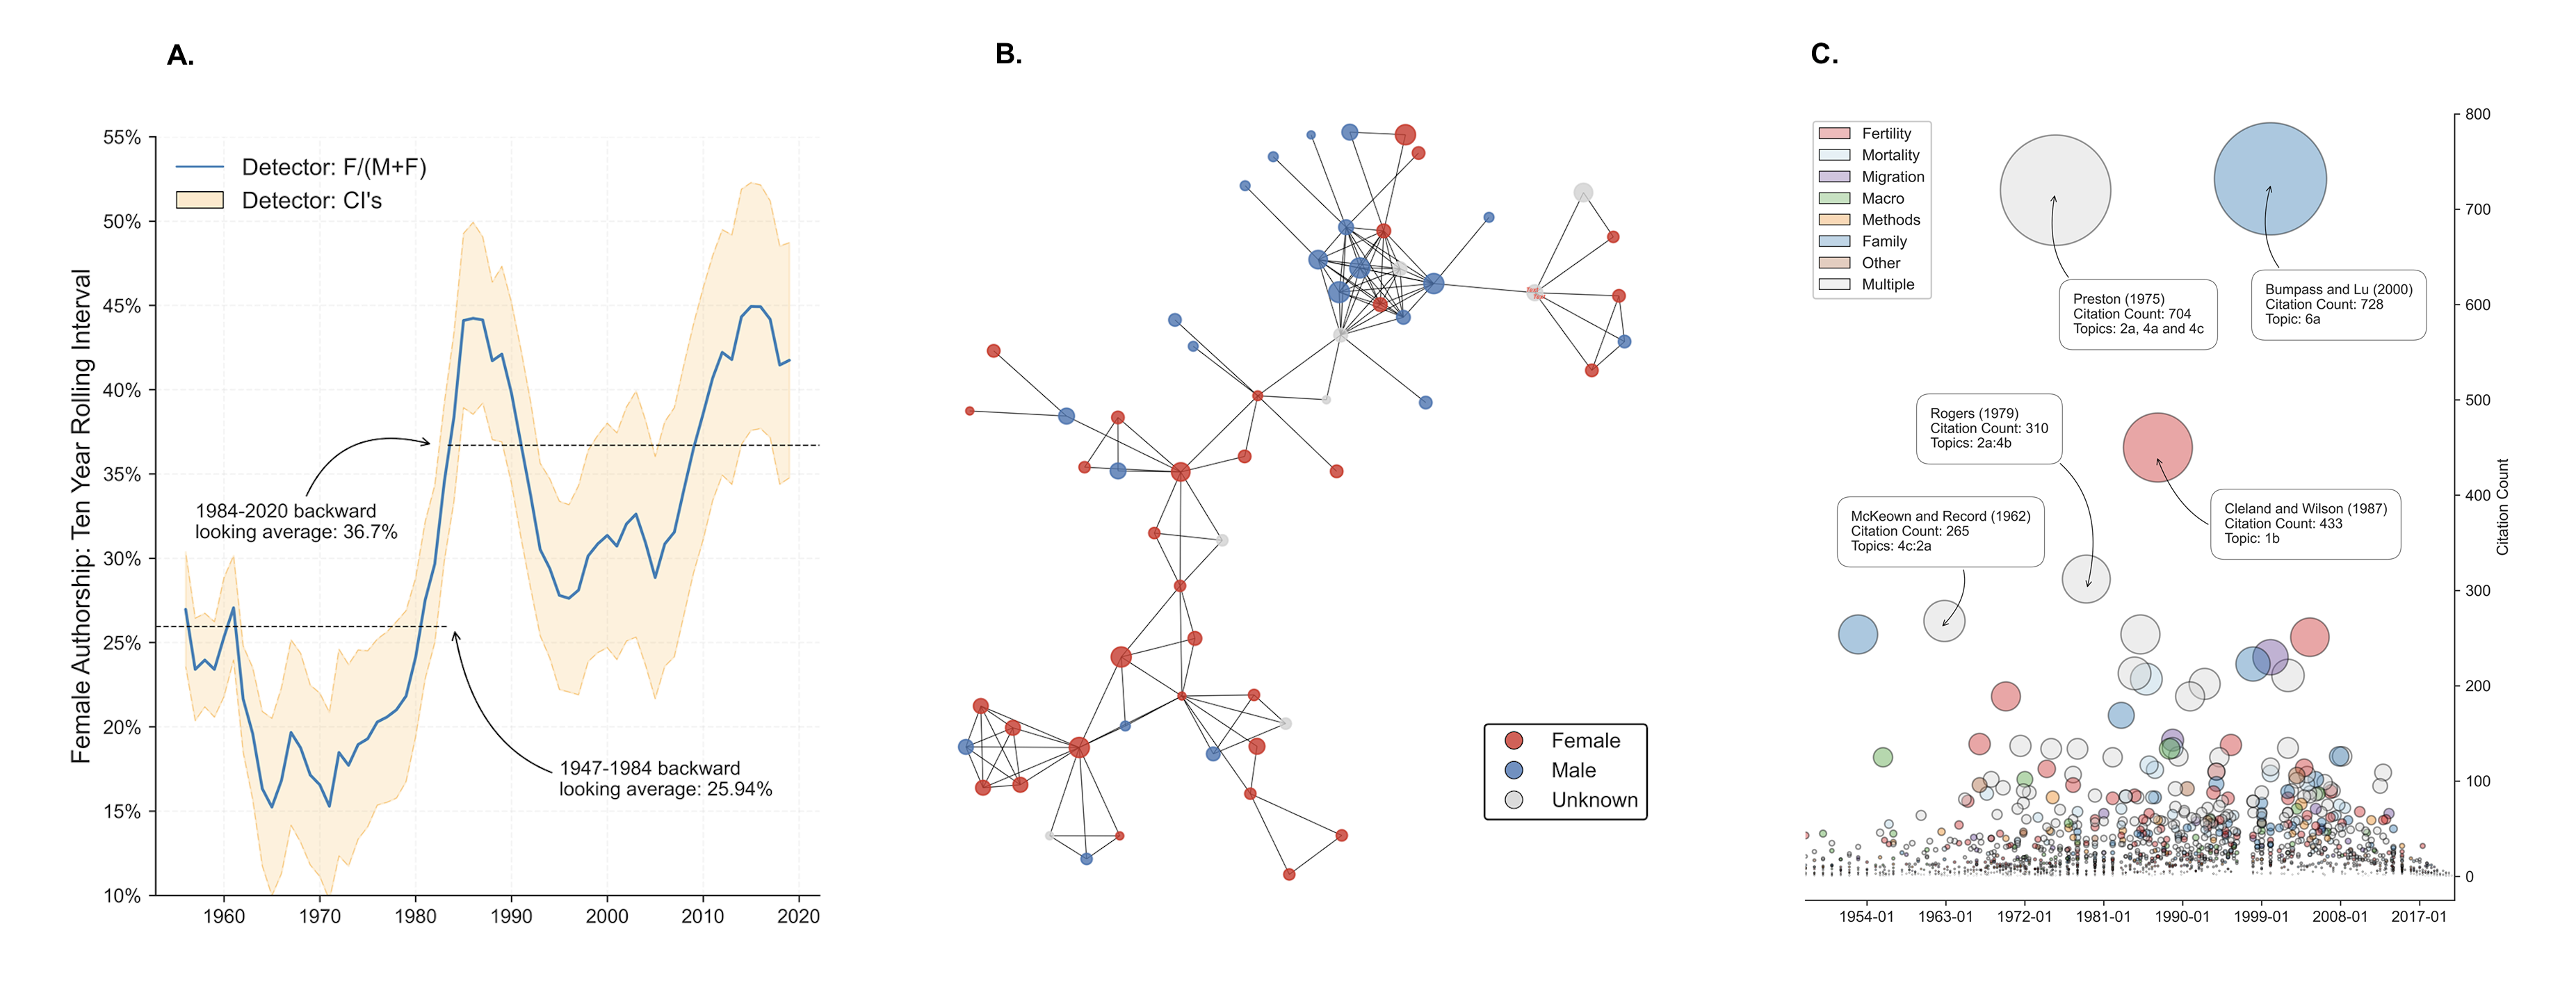 A.
55%
50%
45%
40%
35%
30%
25%
20%
15%
10%
Female Authorship: Ten Year Rolling Interval
Detector: F/(M+F)
Detector: CI's
1984-2020 backward
looking average: 36.7%
1947-1984 backward
looking average: 25.94%
1960
1970
1980
1990
2000
2010
2020
B.
Female
Male
Unknown
C.
Fertility
Mortality
Migration
Macro
Methods
Family
Other
Multiple
Preston (1975)
Citation Count: 704
Topics: 2a, 4a and 4c
Bumpass and Lu (2000)
Citation Count: 728
Topic: 6a
Rogers (1979)
Citation Count: 310
Topics: 2a:4b
McKeown and Record (1962)
Citation Count: 265
Topics: 4c:2a
Cleland and Wilson (1987)
Citation Count: 433
Topic: 1b
800
700
600
500
400
300
200
100
0
Citation Count
1954-01
1963-01
1972-01
1981-01
1990-01
1999-01
2008-01
2017-01